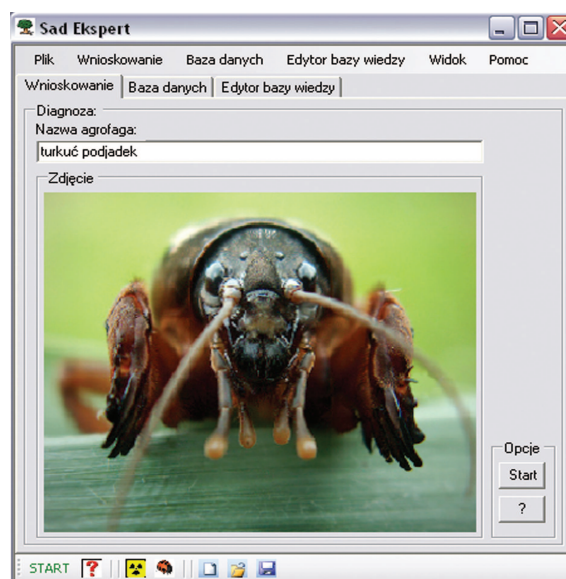 Sad Ekspert
Plik Wnioskowanie Baza danych Edytor bazy wiedzy Widok Pomoc
Wnioskowanie Baza danych Edytor bazy wiedzy
Diagnoza:
Nazwa agrofaga:
turkuć podjadek
Zdjęcie
Opcje
Start
?
START ?